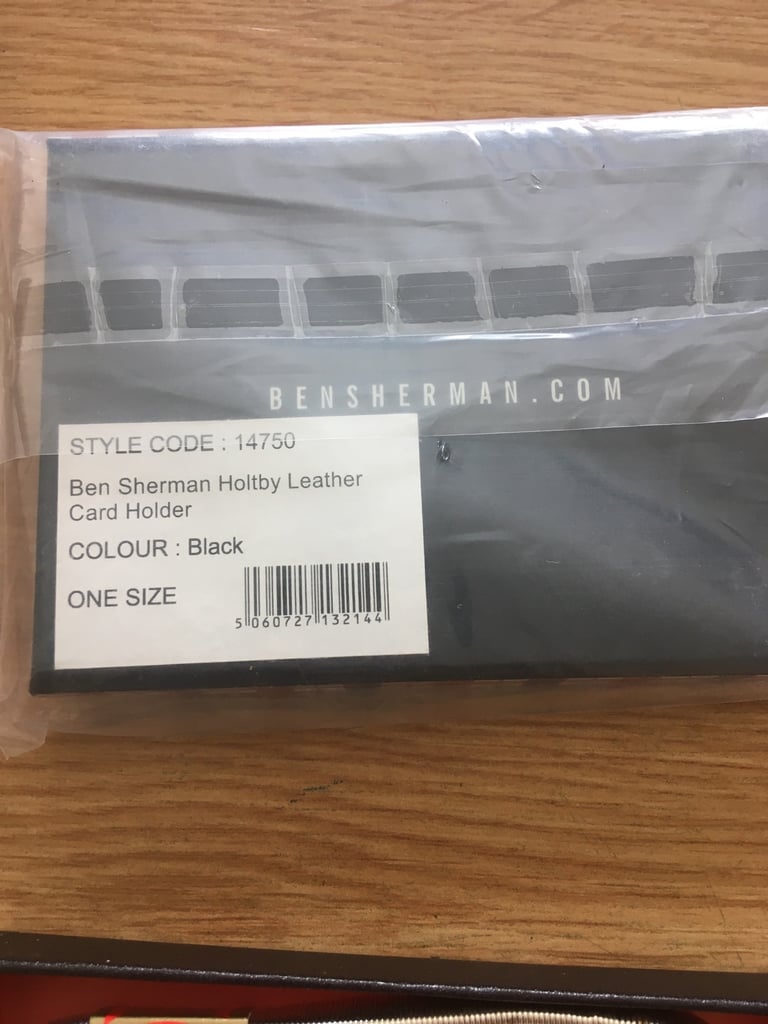 BENSHERMAN.COM
STYLE CODE : 14750
Ben Sherman Holtby Leather
Card Holder
COLOUR : Black
ONE SIZE
5 060727 132144